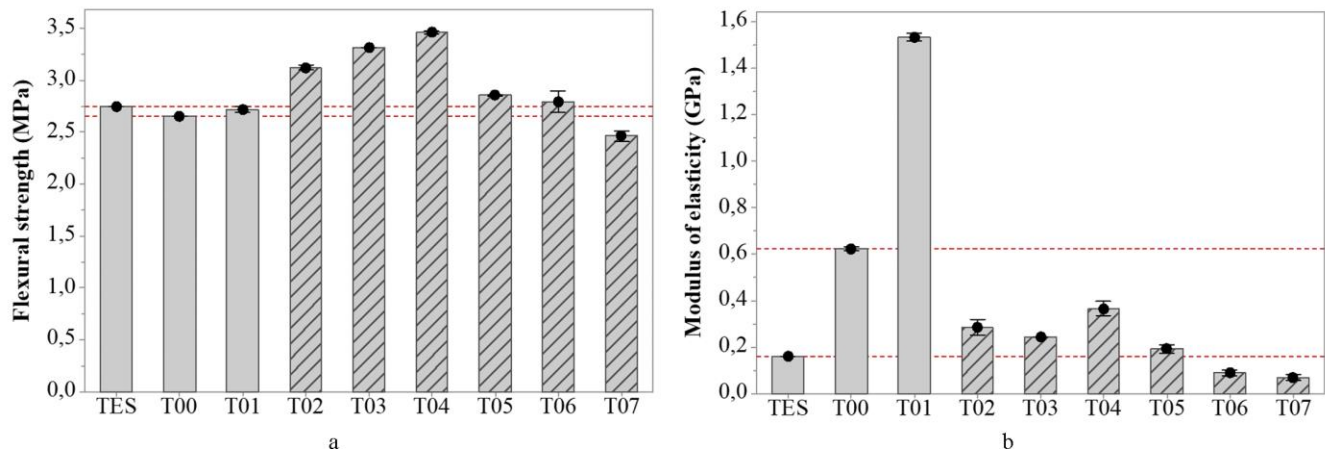 Flexural strength (MPa)
3,5
3,0
2,5
2,0
1,5
1,0
0,5
0,0
TES T00 T01 T02 T03 T04 T05 T06 T07
a
Modulus of elasticity (GPa)
1,6
1,4
1,2
1,0
0,8
0,6
0,4
0,2
0,0
TES T00 T01 T02 T03 T04 T05 T06 T07
b